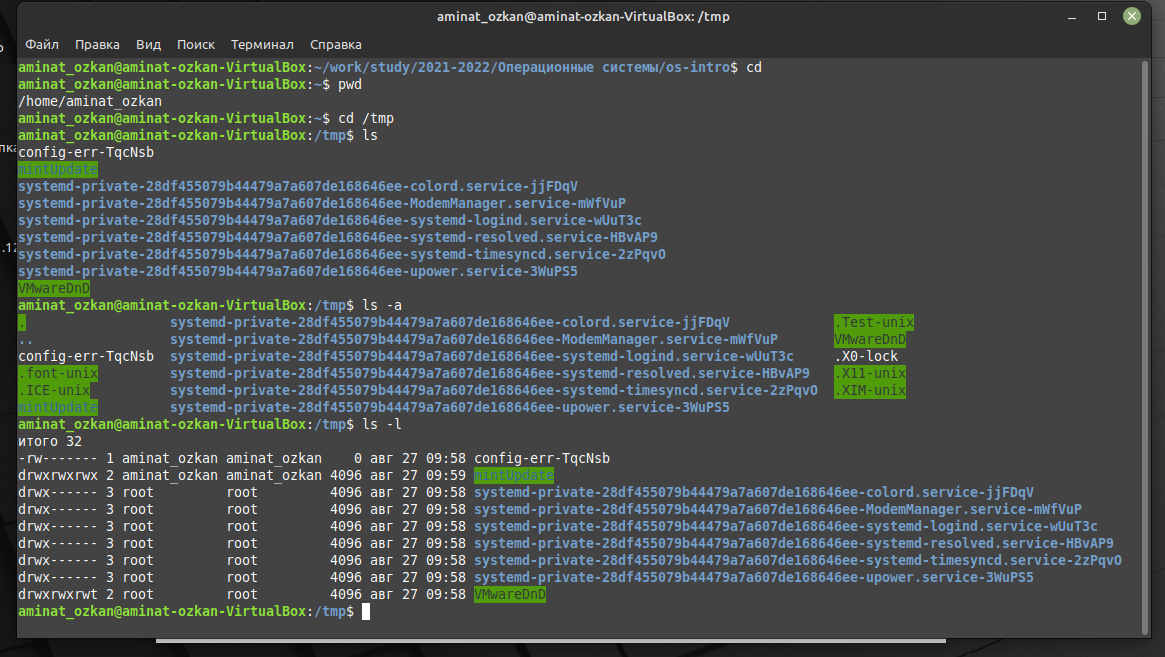 aminat_ozkan@aminat-ozkan-VirtualBox: /tmp
Файл Правка Вид Поиск Терминал Справка
aminat_ozkan@aminat-ozkan-VirtualBox:~/work/study/2021-2022/Операционные системы/os-intro$ cd
aminat_ozkan@aminat-ozkan-VirtualBox:~$ pwd
/home/aminat_ozkan
aminat_ozkan@aminat-ozkan-VirtualBox:~$ cd /tmp
aminat_ozkan@aminat-ozkan-VirtualBox:/tmp$ ls
config-err-TqcNsb
mintUpdate
systemd-private-28df455079b44479a7a607de168646ee-colord.service-jjFDqV
systemd-private-28df455079b44479a7a607de168646ee-ModemManager.service-mWfVuP
systemd-private-28df455079b44479a7a607de168646ee-systemd-logind.service-wUuT3c
systemd-private-28df455079b44479a7a607de168646ee-systemd-resolved.service-HBvAP9
systemd-private-28df455079b44479a7a607de168646ee-systemd-timesyncd.service-2zPqvO
systemd-private-28df455079b44479a7a607de168646ee-upower.service-3WuPS5
VMwareDnD
aminat_ozkan@aminat-ozkan-VirtualBox:/tmp$ ls -a
. systemd-private-28df455079b44479a7a607de168646ee-colord.service-jjFDqV .Test-unix
.. systemd-private-28df455079b44479a7a607de168646ee-ModemManager.service-mWfVuP VMwareDnD
config-err-TqcNsb systemd-private-28df455079b44479a7a607de168646ee-systemd-logind.service-wUuT3c .X0-lock
.font-unix systemd-private-28df455079b44479a7a607de168646ee-systemd-resolved.service-HBvAP9 .X11-unix
.ICE-unix systemd-private-28df455079b44479a7a607de168646ee-systemd-timesyncd.service-2zPqvO .XIM-unix
mintUpdate systemd-private-28df455079b44479a7a607de168646ee-upower.service-3WuPS5
aminat_ozkan@aminat-ozkan-VirtualBox:/tmp$ ls -l
итого 32
-rw------- 1 aminat_ozkan aminat_ozkan 0 авг 27 09:58 config-err-TqcNsb
drwxrwxrwx 2 aminat_ozkan aminat_ozkan 4096 авг 27 09:59 mintUpdate
drwx------ 3 root root 4096 авг 27 09:58 systemd-private-28df455079b44479a7a607de168646ee-colord.service-jjFDqV
drwx------ 3 root root 4096 авг 27 09:58 systemd-private-28df455079b44479a7a607de168646ee-ModemManager.service-mWfVuP
drwx------ 3 root root 4096 авг 27 09:58 systemd-private-28df455079b44479a7a607de168646ee-systemd-logind.service-wUuT3c
drwx------ 3 root root 4096 авг 27 09:58 systemd-private-28df455079b44479a7a607de168646ee-systemd-resolved.service-HBvAP9
drwx------ 3 root root 4096 авг 27 09:58 systemd-private-28df455079b44479a7a607de168646ee-systemd-timesyncd.service-2zPqvO
drwx------ 3 root root 4096 авг 27 09:58 systemd-private-28df455079b44479a7a607de168646ee-upower.service-3WuPS5
drwxrwxrwt 2 root root 4096 авг 27 09:58 VMwareDnD
aminat_ozkan@aminat-ozkan-VirtualBox:/tmp$